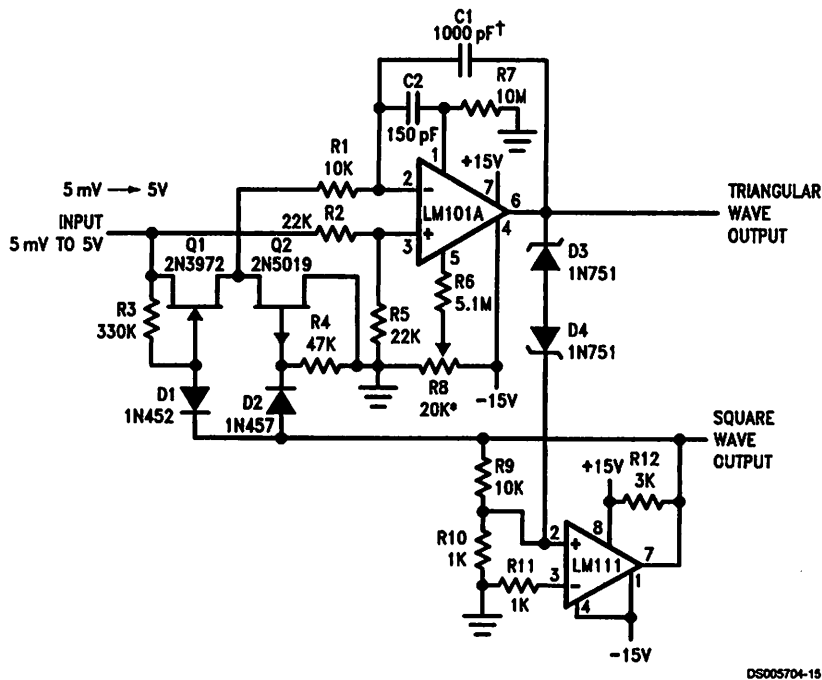 C1
1000 pF†
C2
150 pF
R7
10M
R1
10K
5 mV → 5V
INPUT
5 mV TO 5V
22K
R2
1
2
−
+15V
7
6
LM101A
4
3
+
5
TRIANGULAR
WAVE
OUTPUT
Q1
2N3972
Q2
2N5019
R3
330K
R4
47K
R5
22K
R6
5.1M
R8
20K*
−15V
D3
1N751
D4
1N751
D1
1N452
D2
1N457
SQUARE
WAVE
OUTPUT
R9
10K
+15V
R12
3K
R10
1K
R11
1K
2
+
8
LM111
7
1
3
−
4
−15V
DS005704-15